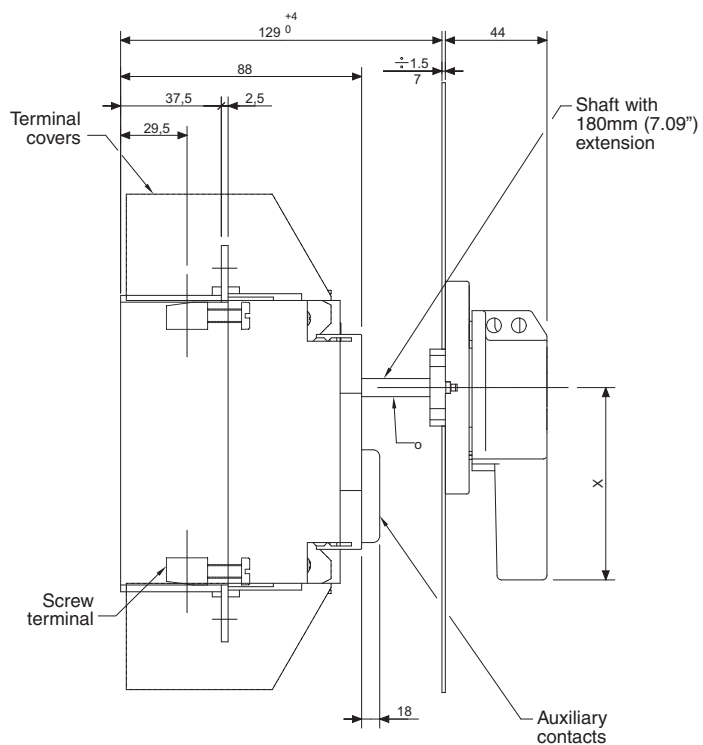 +4
129 0
44
88
÷1.5
7
37,5
2,5
29,5
Terminal
covers
Shaft with
180mm (7.09”)
extension
o
X
Screw
terminal
18
Auxiliary
contacts